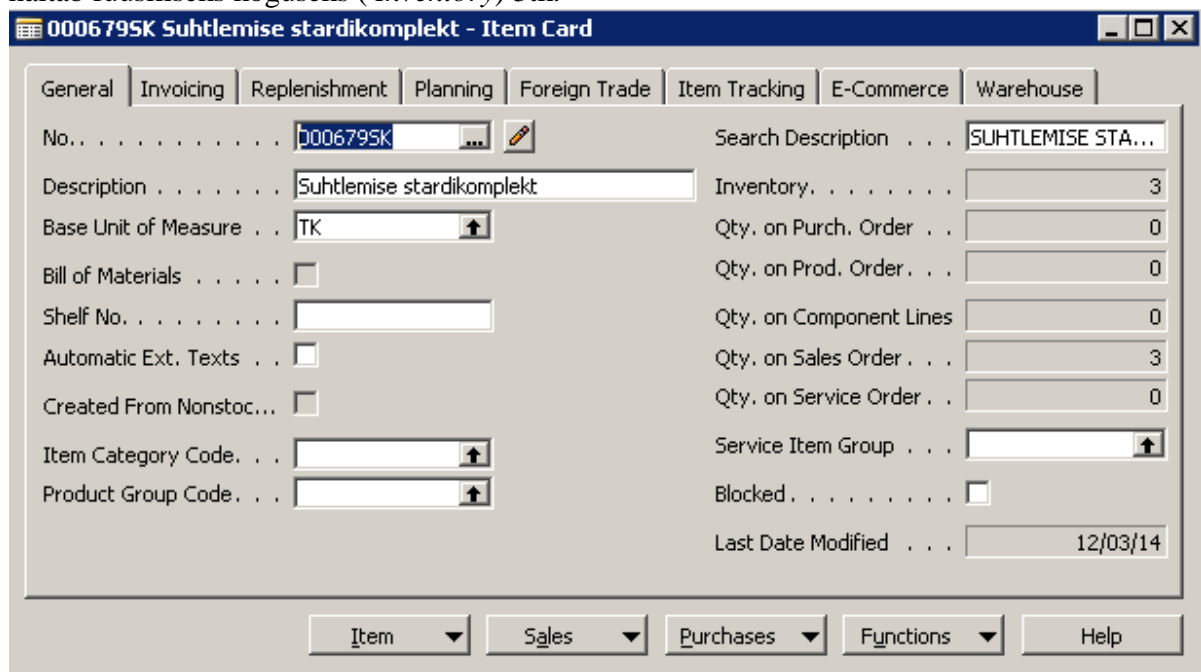 0006795K Suhtlemise stardikomplekt - Item Card
General Invoicing Replenishment Planning Foreign Trade Item Tracking E-Commerce Warehouse
No.. . . . . . . . . . . 0006795K ...
Search Description . . . SUHTLEMISE STA...
Description . . . . . . . Suhtlemise stardikomplekt
Inventory. . . . . . . . 3
Base Unit of Measure . . TK
Qty. on Purch. Order . . 0
Bill of Materials . . . . .
Qty. on Prod. Order. . . 0
Shelf No. . . . . . . . .
Qty. on Component Lines 0
Automatic Ext. Texts . .
Qty. on Sales Order. . . 3
Created From Nonstoc...
Qty. on Service Order. . 0
Item Category Code. . .
Service Item Group . . .
Product Group Code. . .
Blocked. . . . . . . . .
Last Date Modified . . . 12/03/14
Item Sales Purchases Functions Help